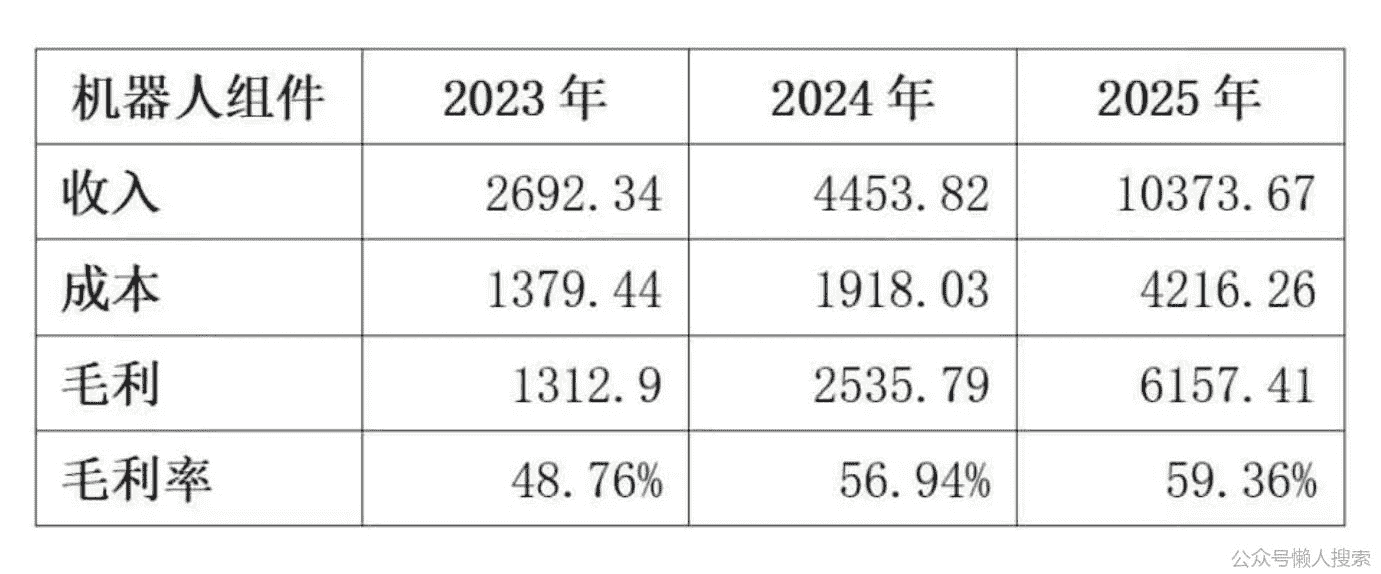 机器人组件 2023 年 2024 年 2025 年
收入 2692.34 4453.82 10373.67
成本 1379.44 1918.03 4216.26
毛利 1312.9 2535.79 6157.41
毛利率 48.76% 56.94% 59.36%
公众号懒人搜索